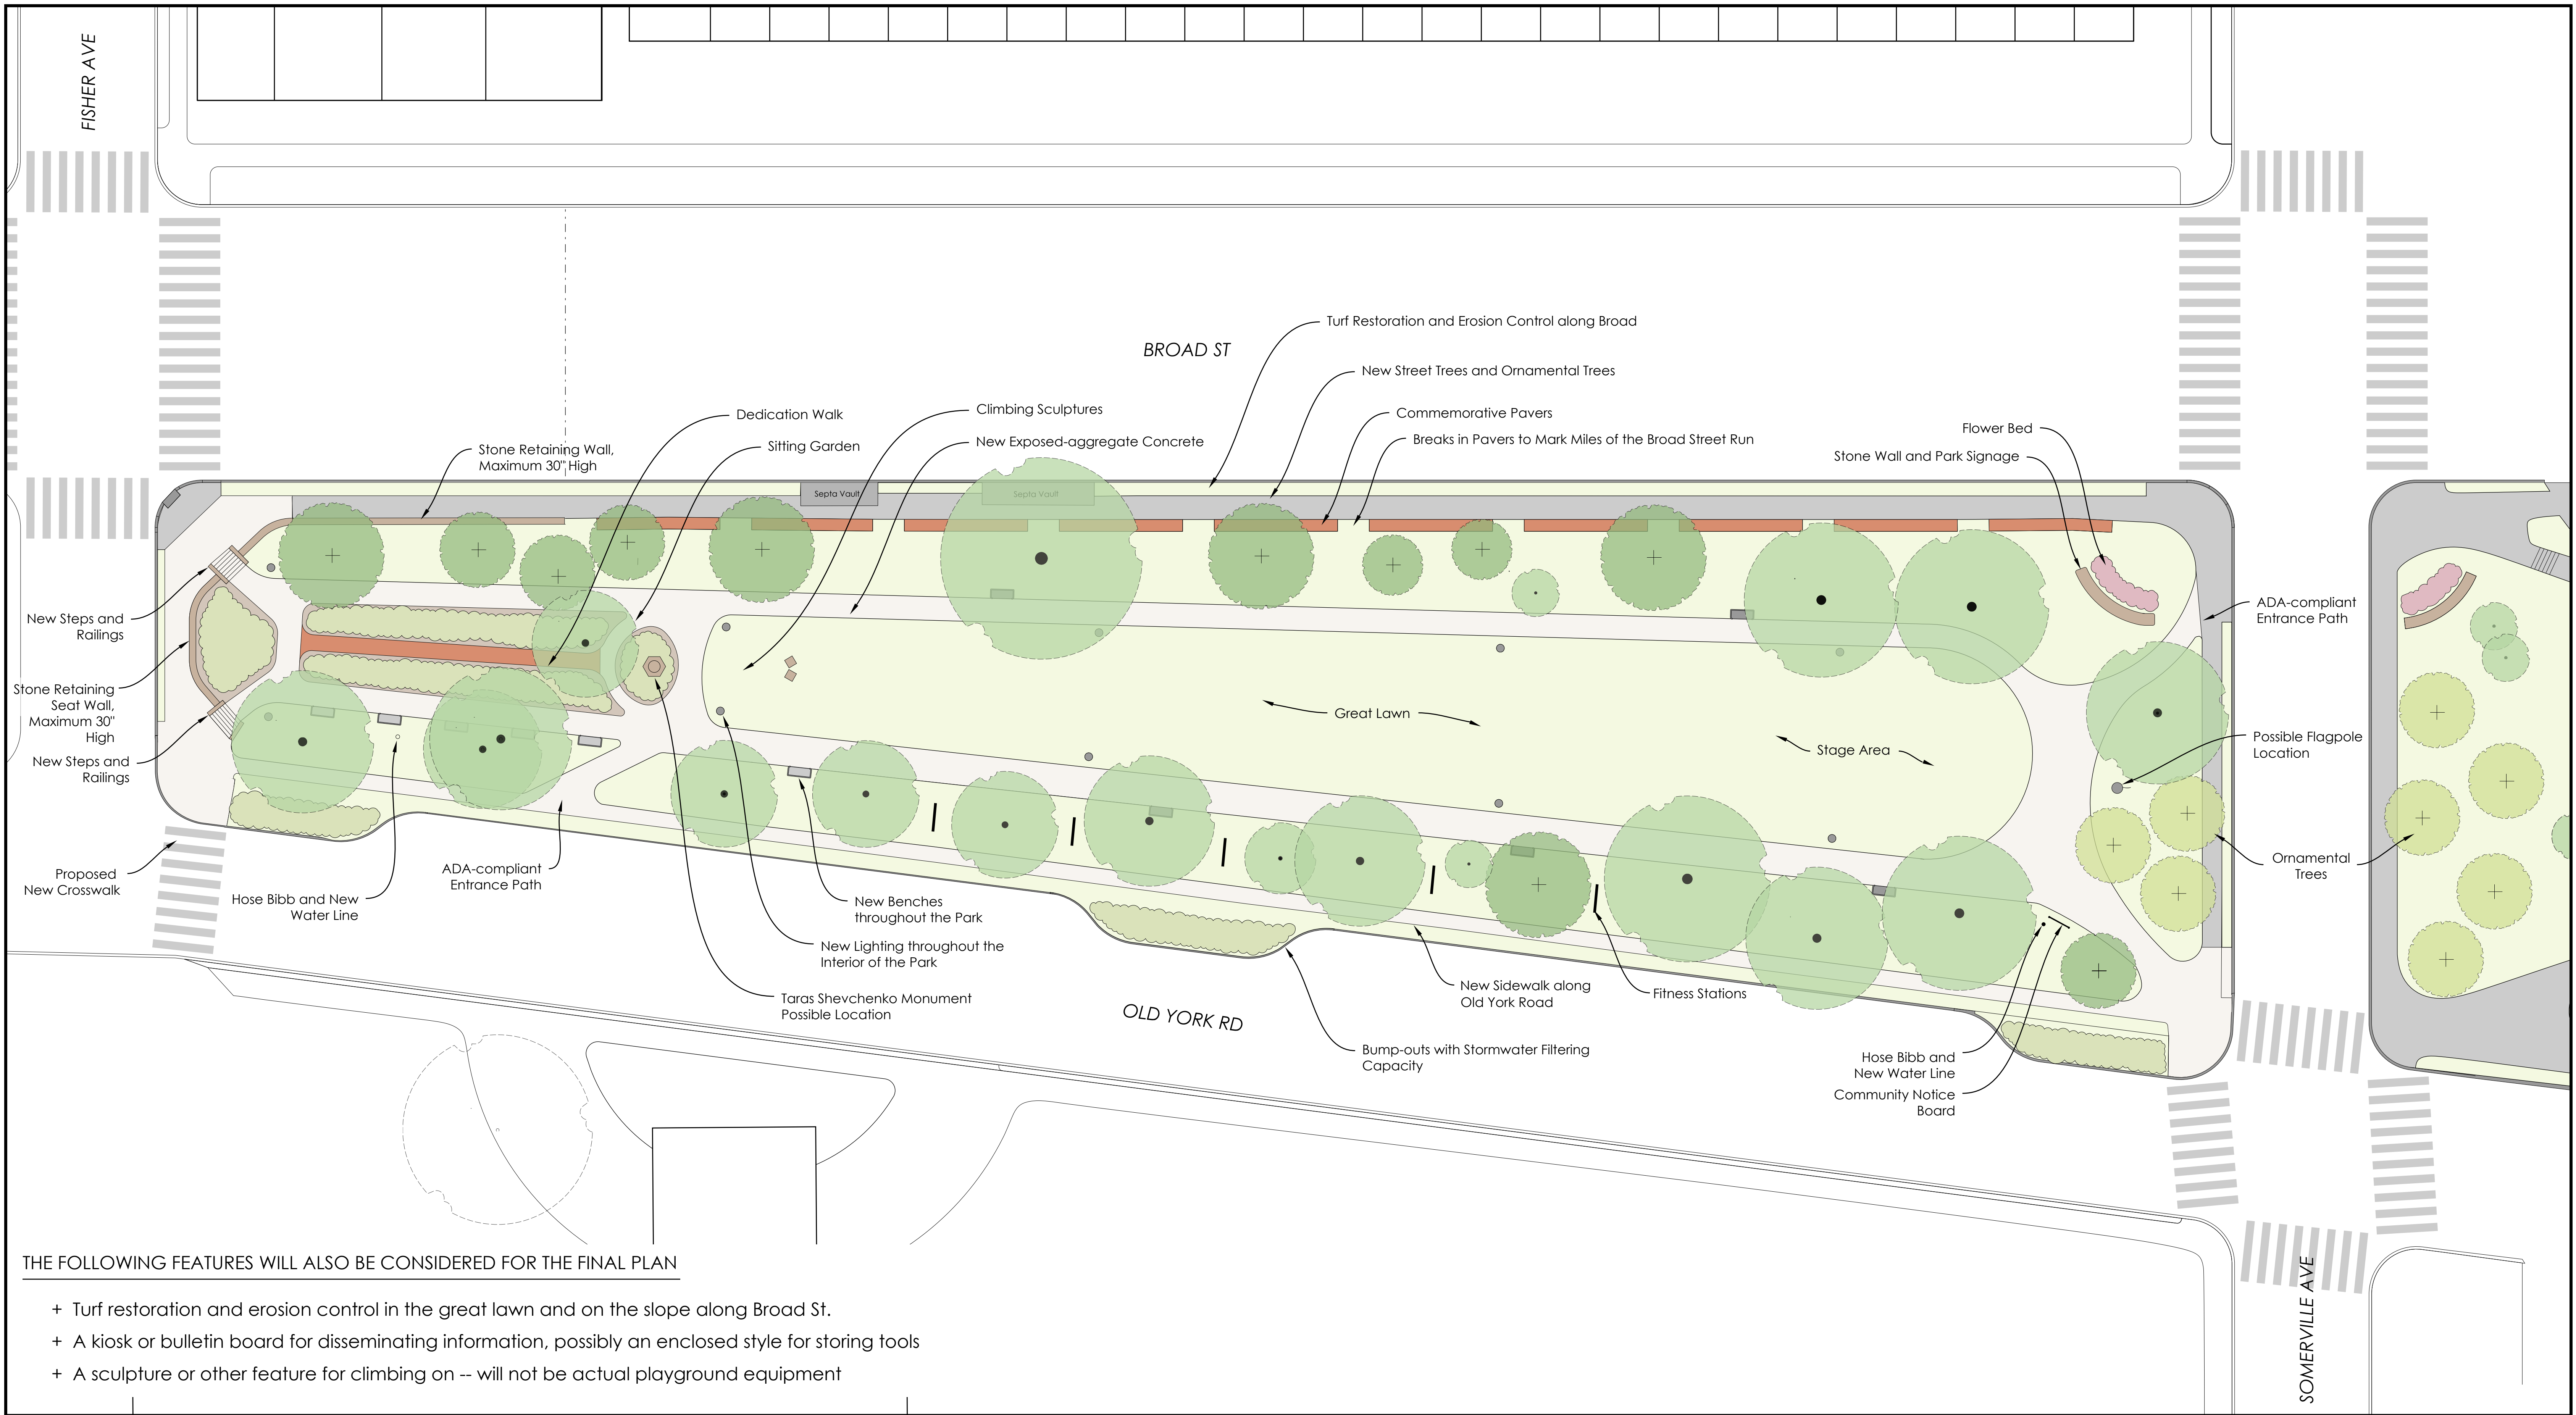 FISHER AVE
BROAD ST
Turf Restoration and Erosion Control along Broad
New Street Trees and Ornamental Trees
Commemorative Pavers
Breaks in Pavers to Mark Miles of the Broad Street Run
Climbing Sculptures
New Exposed-aggregate Concrete
Dedication Walk
Sitting Garden
Stone Retaining Wall,
Maximum 30" High
Flower Bed
Stone Wall and Park Signage
Septa Vault
Septa Vault
New Steps and
Railings
Stone Retaining
Seat Wall,
Maximum 30"
High
New Steps and
Railings
Proposed
New Crosswalk
ADA-compliant
Entrance Path
Possible Flagpole
Location
Ornamental
Trees
Great Lawn
Stage Area
Hose Bibb and New
Water Line
ADA-compliant
Entrance Path
New Benches
throughout the Park
New Lighting throughout the
Interior of the Park
Taras Shevchenko Monument
Possible Location
OLD YORK RD
New Sidewalk along
Old York Road
Fitness Stations
Bump-outs with Stormwater Filtering
Capacity
Hose Bibb and
New Water Line
Community Notice
Board
SOMERVILLE AVE
THE FOLLOWING FEATURES WILL ALSO BE CONSIDERED FOR THE FINAL PLAN
+ Turf restoration and erosion control in the great lawn and on the slope along Broad St.
+ A kiosk or bulletin board for disseminating information, possibly an enclosed style for storing tools
+ A sculpture or other feature for climbing on -- will not be actual playground equipment